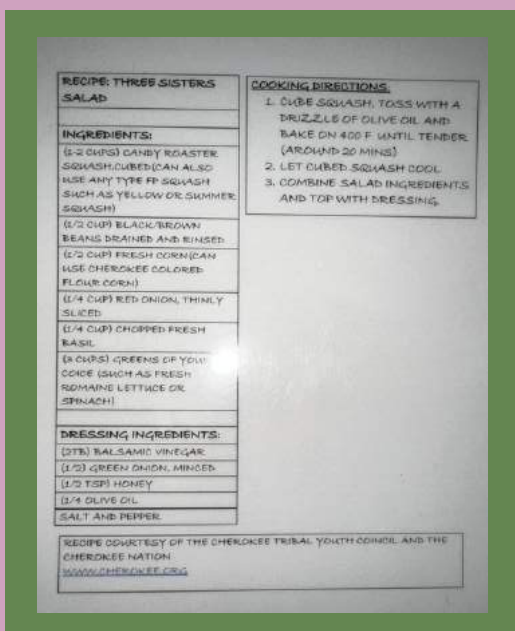 RECIPE: THREE SISTERS
SALAD
INGREDIENTS:
(1-2 CUPS) CANDY ROASTER
SQUASH,CUBED(CAN ALSO
USE ANY TYPE FP SQUASH
SUCH AS YELLOW OR SUMMER
SQUASH)
(1/2 CUP) BLACK/BROWN
BEANS DRAINED AND RINSED
(1/2 CUP) FRESH CORN(CAN
USE CHEROKEE COLORED
FLOUR CORN)
(1/4 CUP) RED ONION, THINLY
SLICED
(1/4 CUP) CHOPPED FRESH
BASIL
(3 CUPS) GREENS OF YOUR
COICE (SUCH AS FRESH
ROMAINE LETTUCE OR
SPINACH)
DRESSING INGREDIENTS:
(2TB) BALSAMIC VINEGAR
(1/2) GREEN ONION, MINCED
(1/2 TSP) HONEY
(1/4 OLIVE OIL
SALT AND PEPPER
COOKING DIRECTIONS:
1. CUBE SQUASH, TOSS WITH A
DRIZZLE OF OLIVE OIL AND
BAKE ON 400 F UNTIL TENDER
(AROUND 20 MINS)
2. LET CUBED SQUASH COOL
3. COMBINE SALAD INGREDIENTS
AND TOP WITH DRESSING.
RECIPE COURTESY OF THE CHEROKEE TRIBAL YOUTH COUNCIL AND THE
CHEROKEE NATION
WWW.CHEROKEE.ORG